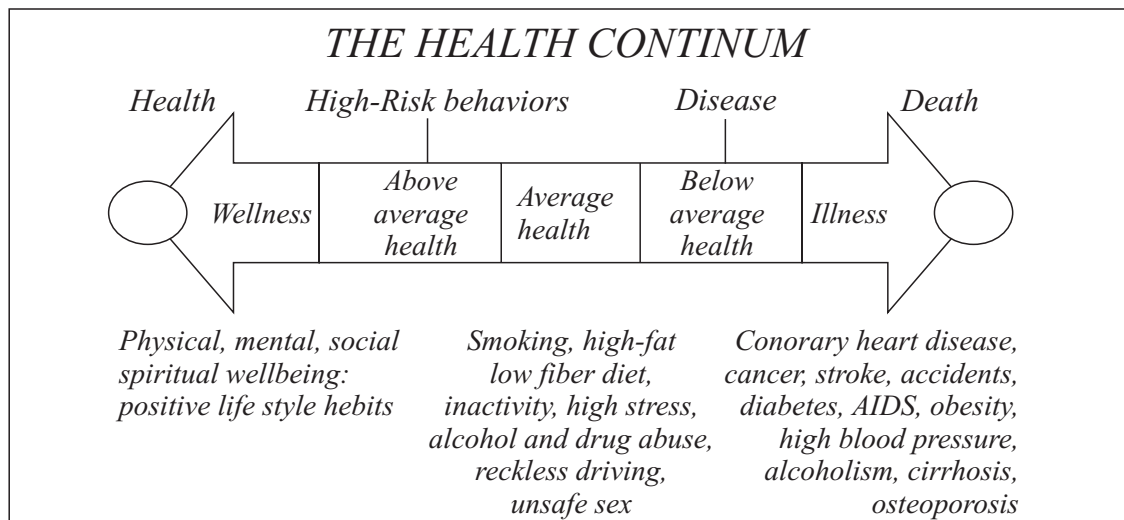 THE HEALTH CONTINUM
Health
High-Risk behaviors
Disease
Death
Wellness
Above
average
health
Average
health
Below
average
health
Illness
Physical, mental, social
spiritual wellbeing:
positive life style hebits
Smoking, high-fat
low fiber diet,
inactivity, high stress,
alcohol and drug abuse,
reckless driving,
unsafe sex
Conorary heart disease,
cancer, stroke, accidents,
diabetes, AIDS, obesity,
high blood pressure,
alcoholism, cirrhosis,
osteoporosis